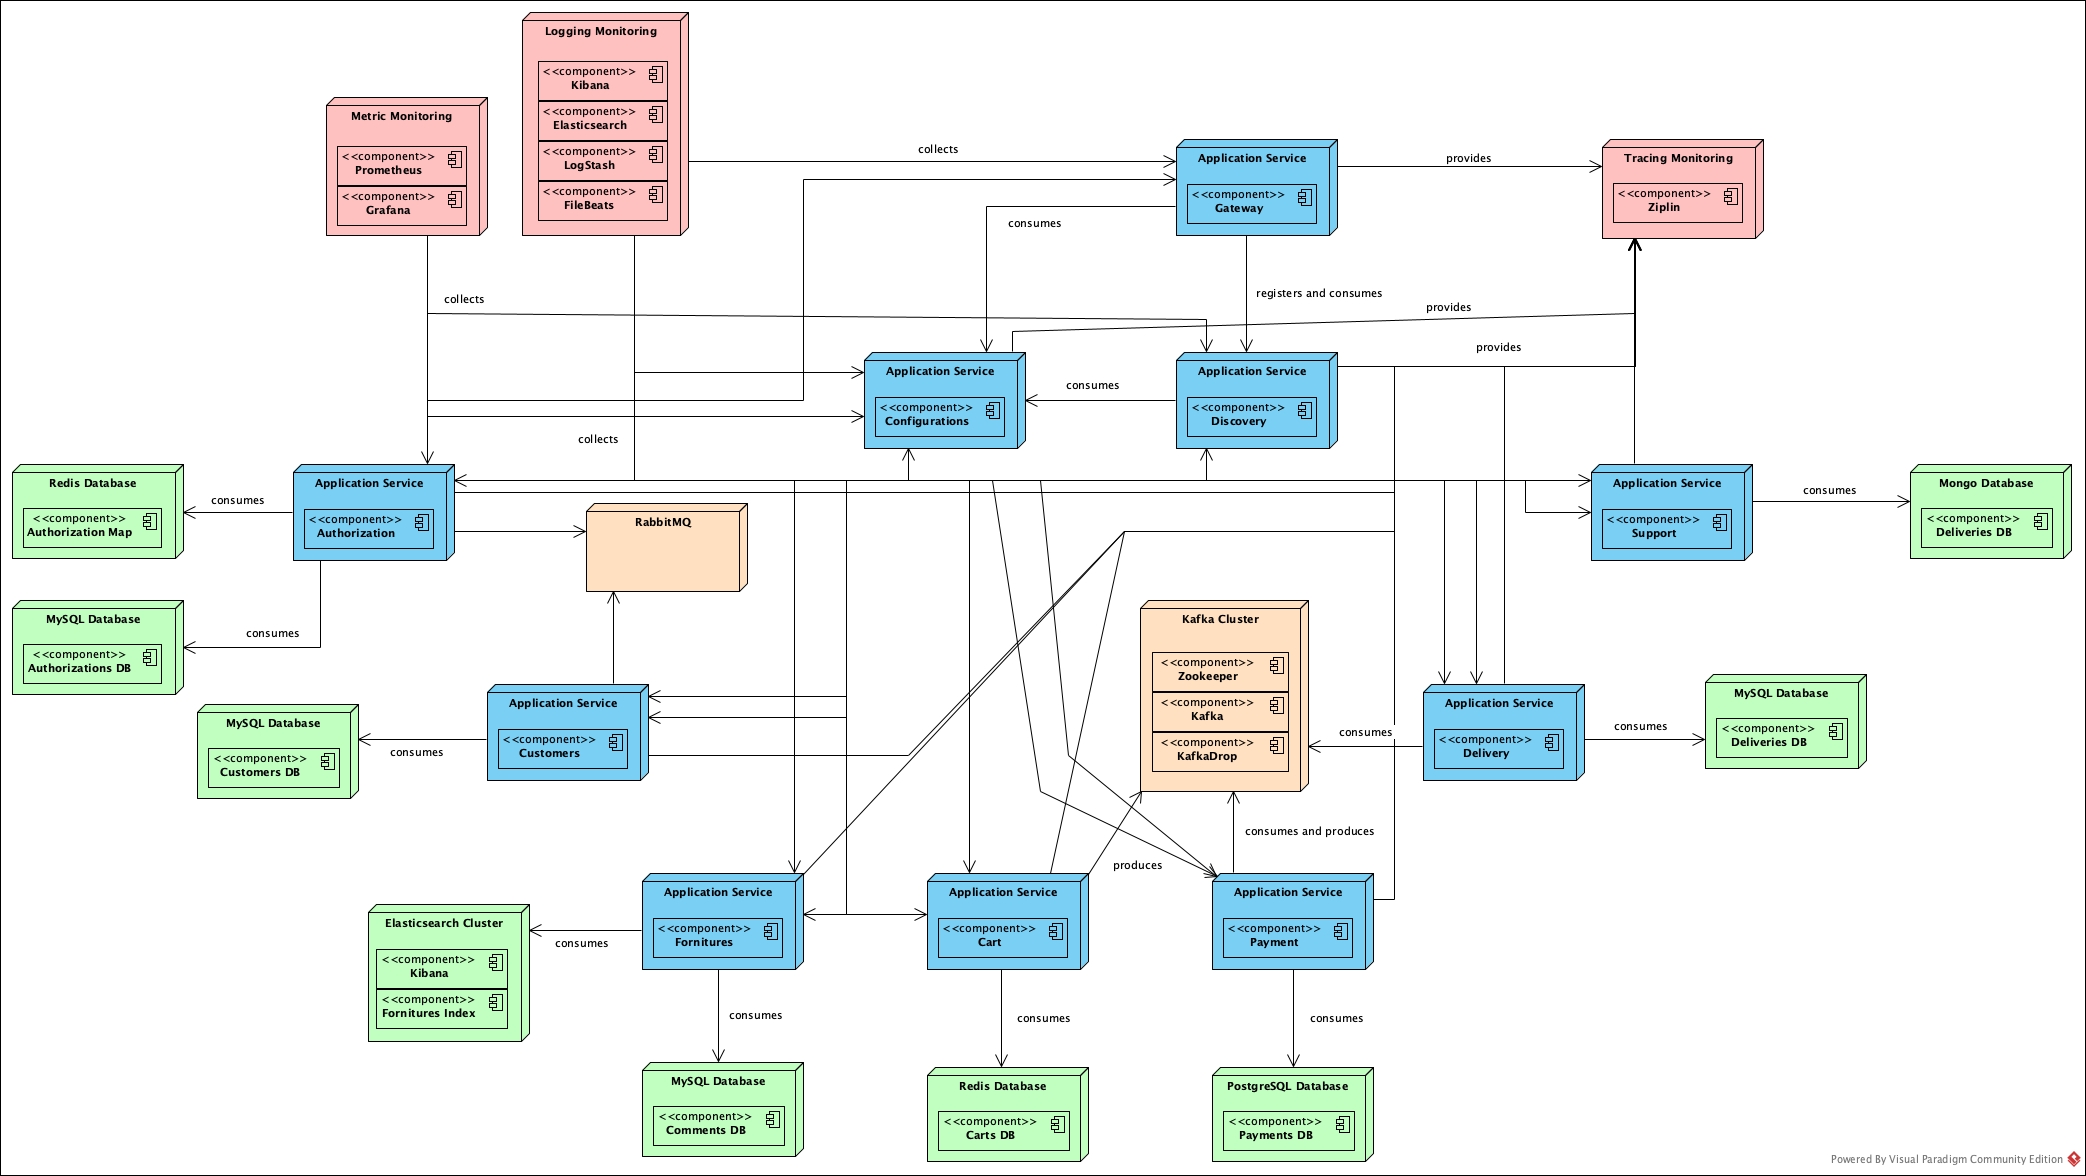 Logging Monitoring
<<component>>
Kibana
<<component>>
Elasticsearch
<<component>>
LogStash
<<component>>
FileBeats
Metric Monitoring
<<component>>
Prometheus
<<component>>
Grafana
collects
Application Service
<<component>>
Gateway
provides
Tracing Monitoring
<<component>>
Ziplin
consumes
collects
registers and consumes
provides
provides
Application Service
<<component>>
Configurations
consumes
Application Service
<<component>>
Discovery
collects
Redis Database
<<component>>
Authorization Map
consumes
Application Service
<<component>>
Authorization
RabbitMQ
Application Service
<<component>>
Support
consumes
Mongo Database
<<component>>
Deliveries DB
MySQL Database
<<component>>
Authorizations DB
consumes
Kafka Cluster
<<component>>
Zookeeper
<<component>>
Kafka
<<component>>
KafkaDrop
MySQL Database
<<component>>
Customers DB
consumes
Application Service
<<component>>
Customers
consumes
Application Service
<<component>>
Delivery
consumes
MySQL Database
<<component>>
Deliveries DB
consumes and produces
produces
Elasticsearch Cluster
<<component>>
Kibana
<<component>>
Fornitures Index
consumes
Application Service
<<component>>
Fornitures
Application Service
<<component>>
Cart
Application Service
<<component>>
Payment
consumes
consumes
consumes
MySQL Database
<<component>>
Comments DB
Redis Database
<<component>>
Carts DB
PostgreSQL Database
<<component>>
Payments DB
Powered By Visual Paradigm Community Edition